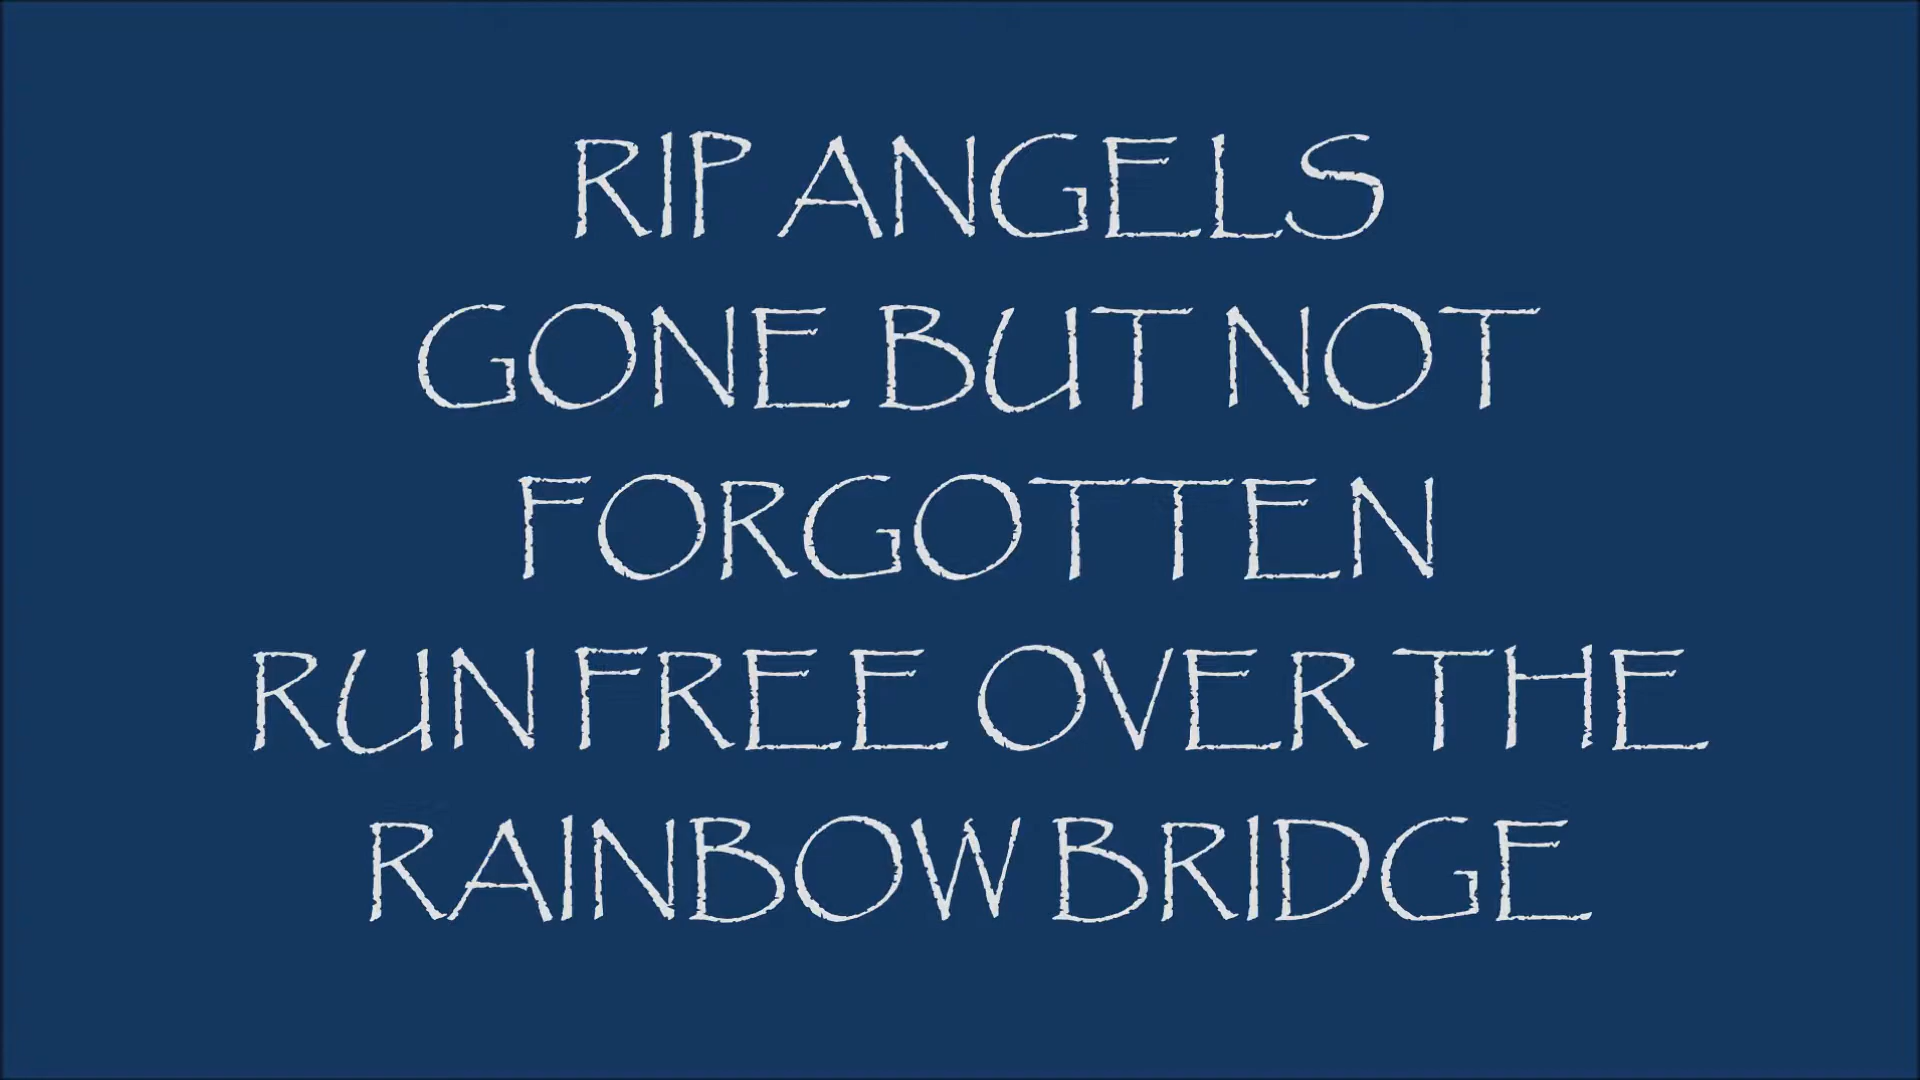 RIP ANGELS
GONE BUT NOT
FORGOTTEN
RUN FREE OVER THE
RAINBOW BRIDGE